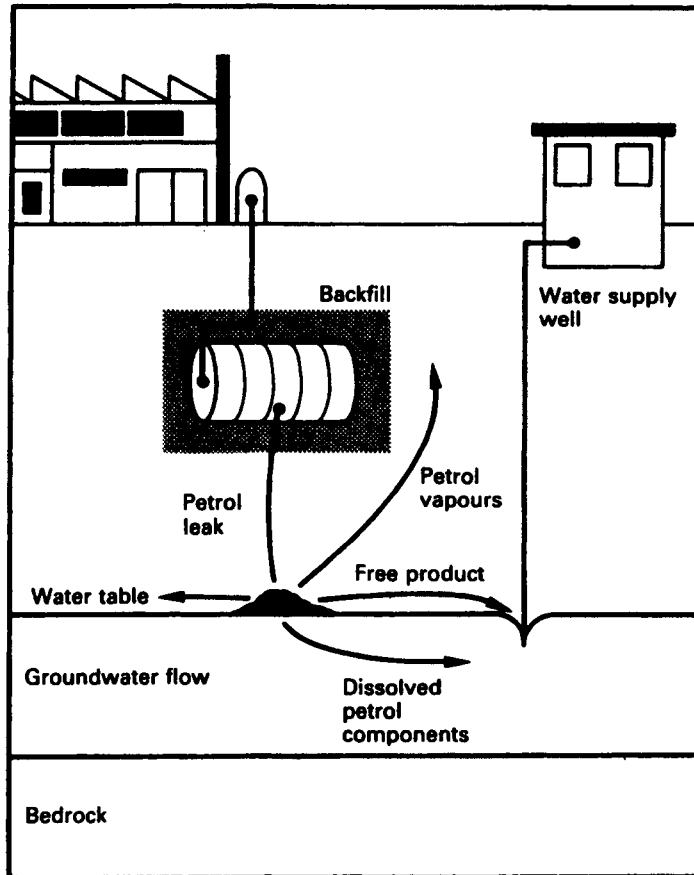 Backfill
Water supply
well
Petrol
leak
Petrol
vapours
Free product
Water table
Groundwater flow
Dissolved
petrol
components
Bedrock